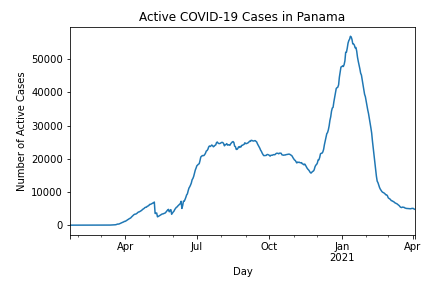 Active COVID-19 Cases in Panama
Number of Active Cases
50000
40000
30000
20000
10000
0
Apr
Jul
Oct
Jan
2021
Apr
Day